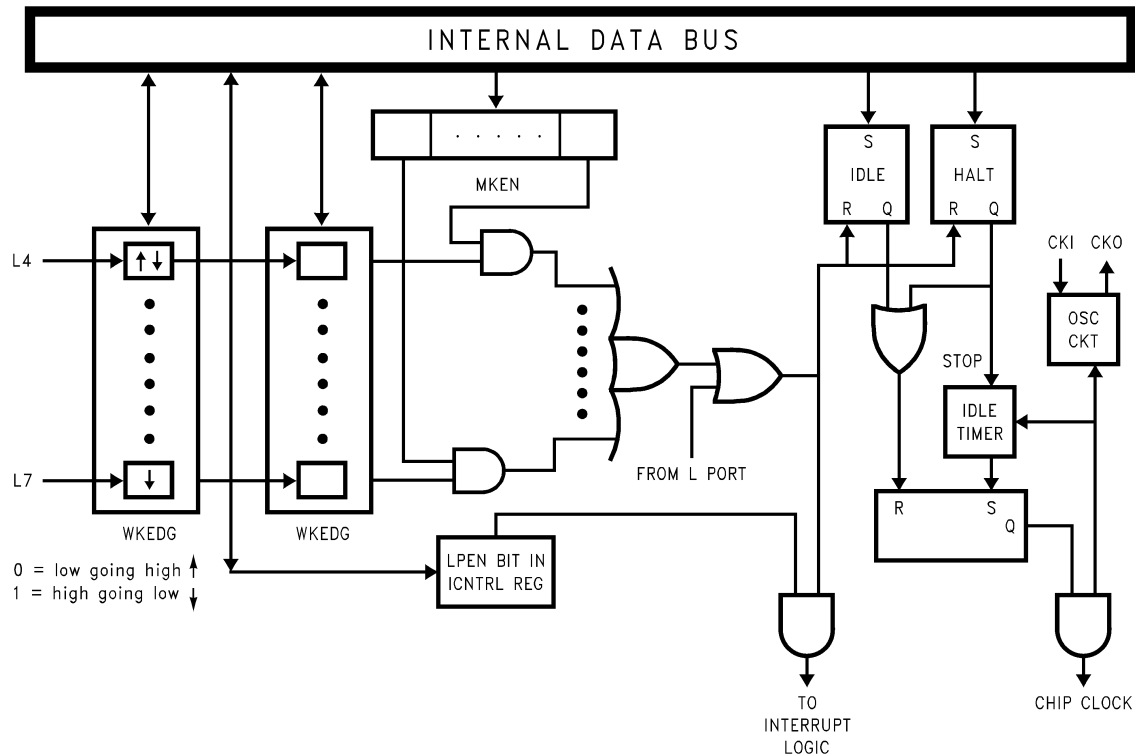 INTERNAL DATA BUS
MKEN
S
IDLE
R Q
S
HALT
R Q
CKI CKO
OSC
CKT
L4
STOP
IDLE
TIMER
FROM L PORT
L7
R S
Q
WKEDG
WKEDG
0 = low going high
1 = high going low
LPEN BIT IN
ICNTRL REG
TO
INTERRUPT
LOGIC
CHIP CLOCK